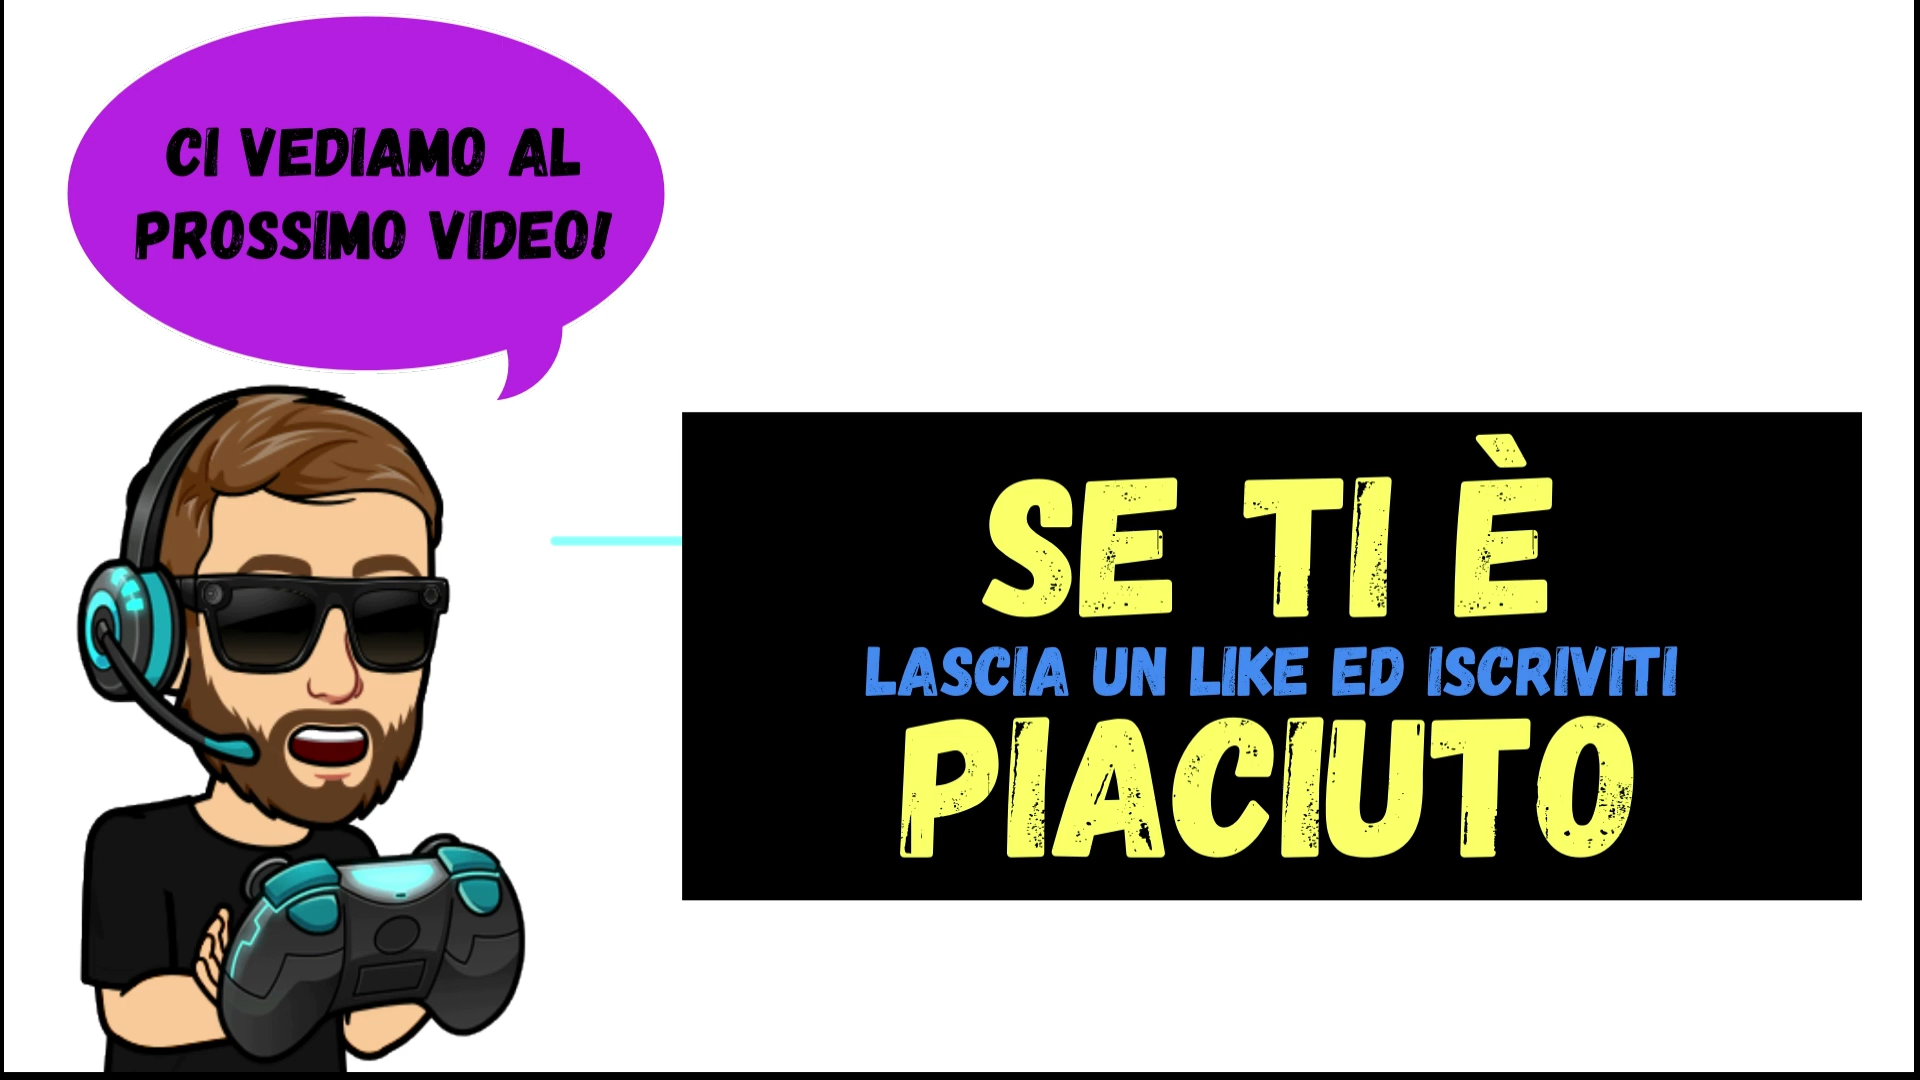 CI VEDIAMO AL
PROSSIMO VIDEO!
SE TI È
LASCIA UN LIKE ED ISCRIVITI
PIACIUTO